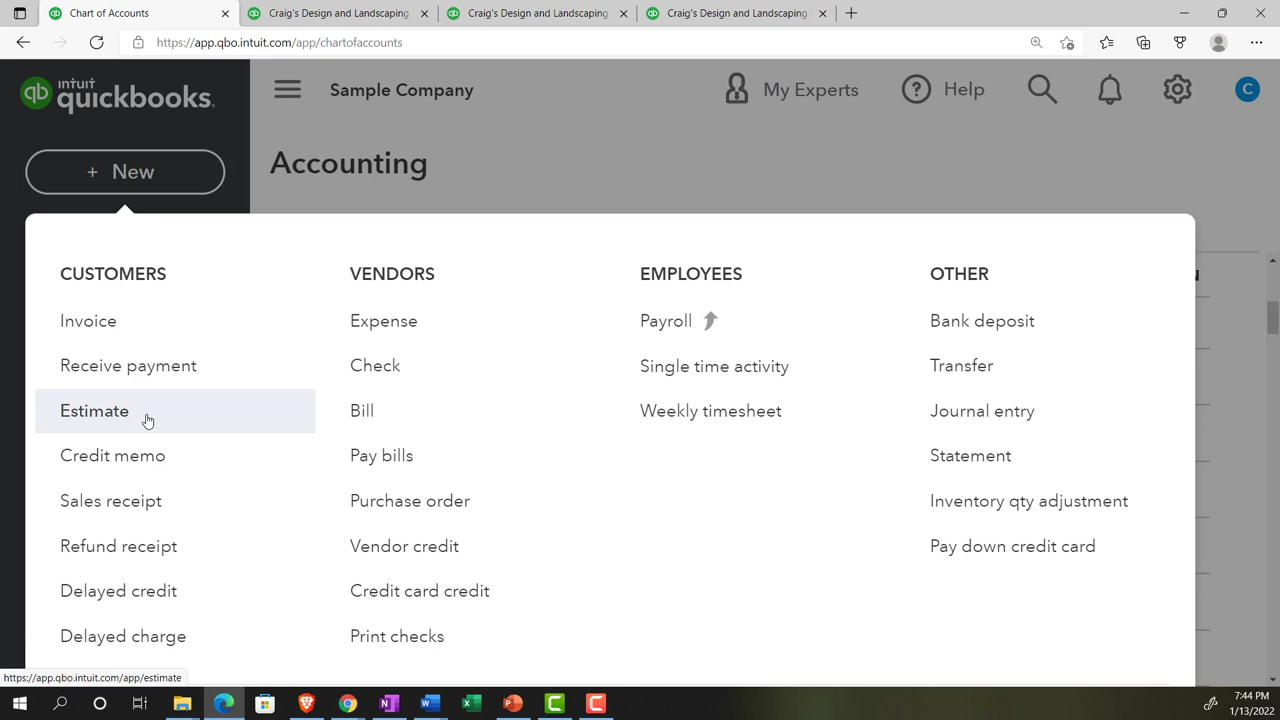 Chart of Accounts
Craig's Design and Landscaping
Craig's Design and Landscaping
Craig's Design and Landscaping
https://app.qbo.intuit.com/app/chartofaccounts
intuit
quickbooks.
Sample Company
My Experts
Help
C
+ New
Accounting
CUSTOMERS
Invoice
Receive payment
Estimate
Credit memo
Sales receipt
Refund receipt
Delayed credit
Delayed charge
VENDORS
Expense
Check
Bill
Pay bills
Purchase order
Vendor credit
Credit card credit
Print checks
EMPLOYEES
Payroll
Single time activity
Weekly timesheet
OTHER
Bank deposit
Transfer
Journal entry
Statement
Inventory qty adjustment
Pay down credit card
https://app.qbo.intuit.com/app/estimate
7:44 PM
1/13/2022